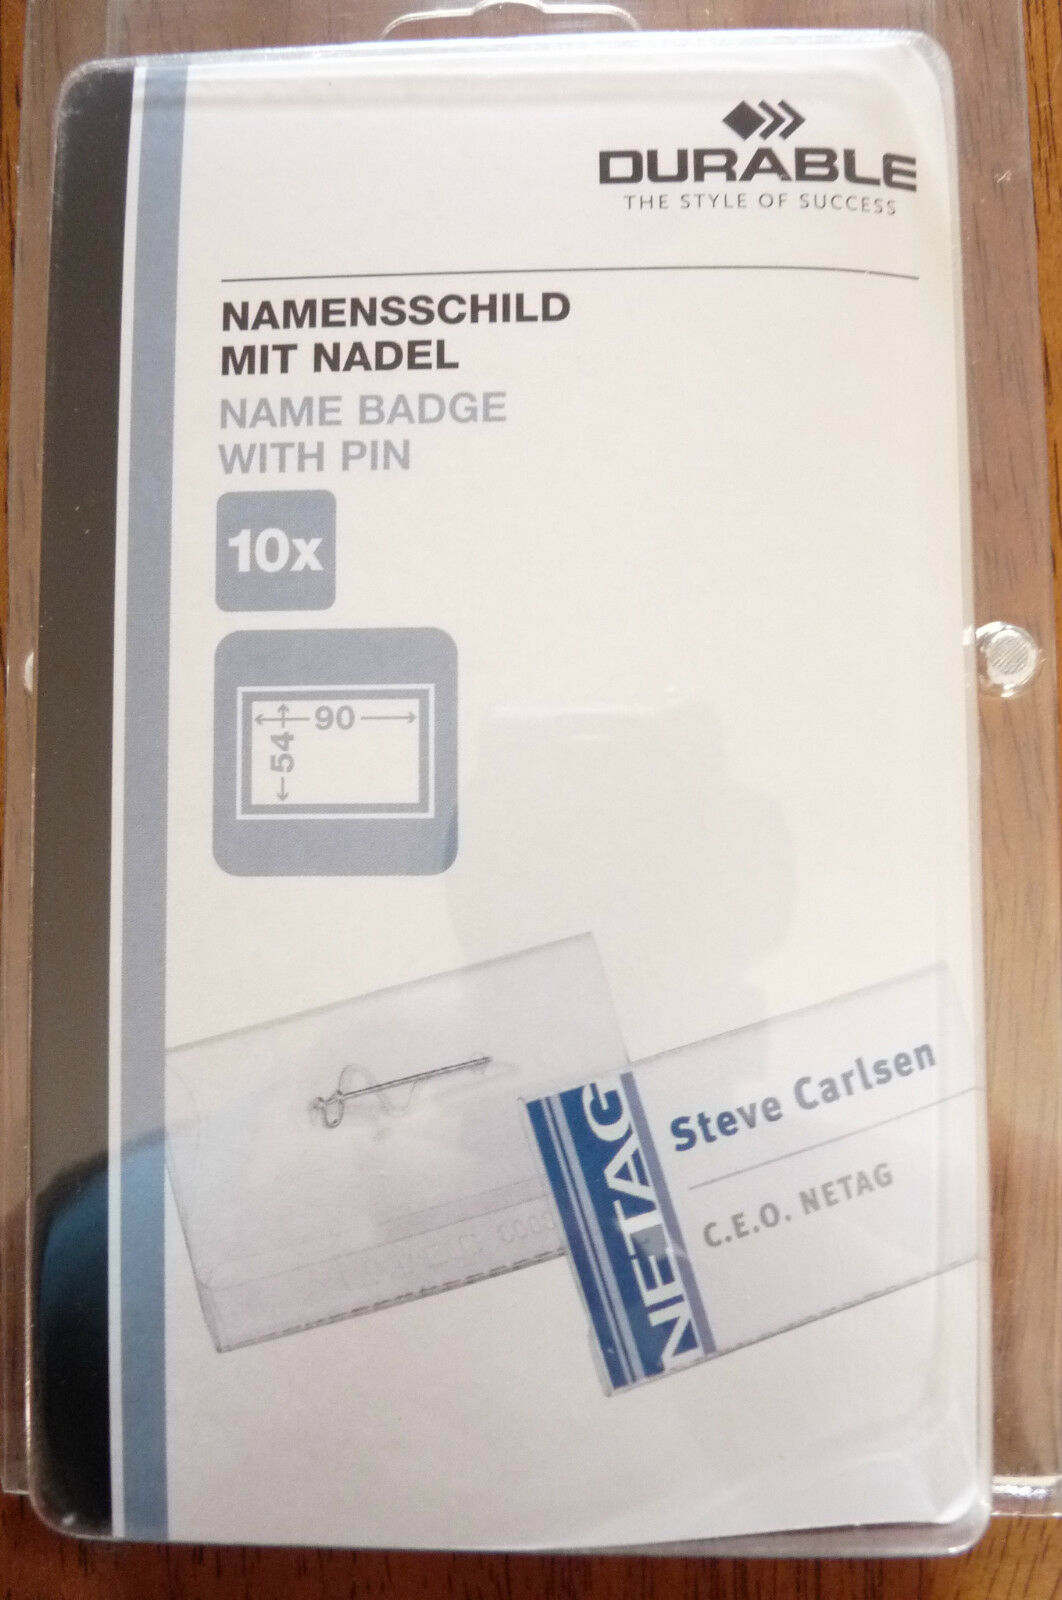 DURABLE
THE STYLE OF SUCCESS
NAMENSSCHILD
MIT NADEL
NAME BADGE
WITH PIN
10x
90
54
Steve Carlsen
C.E.O. NETAG
NETAG